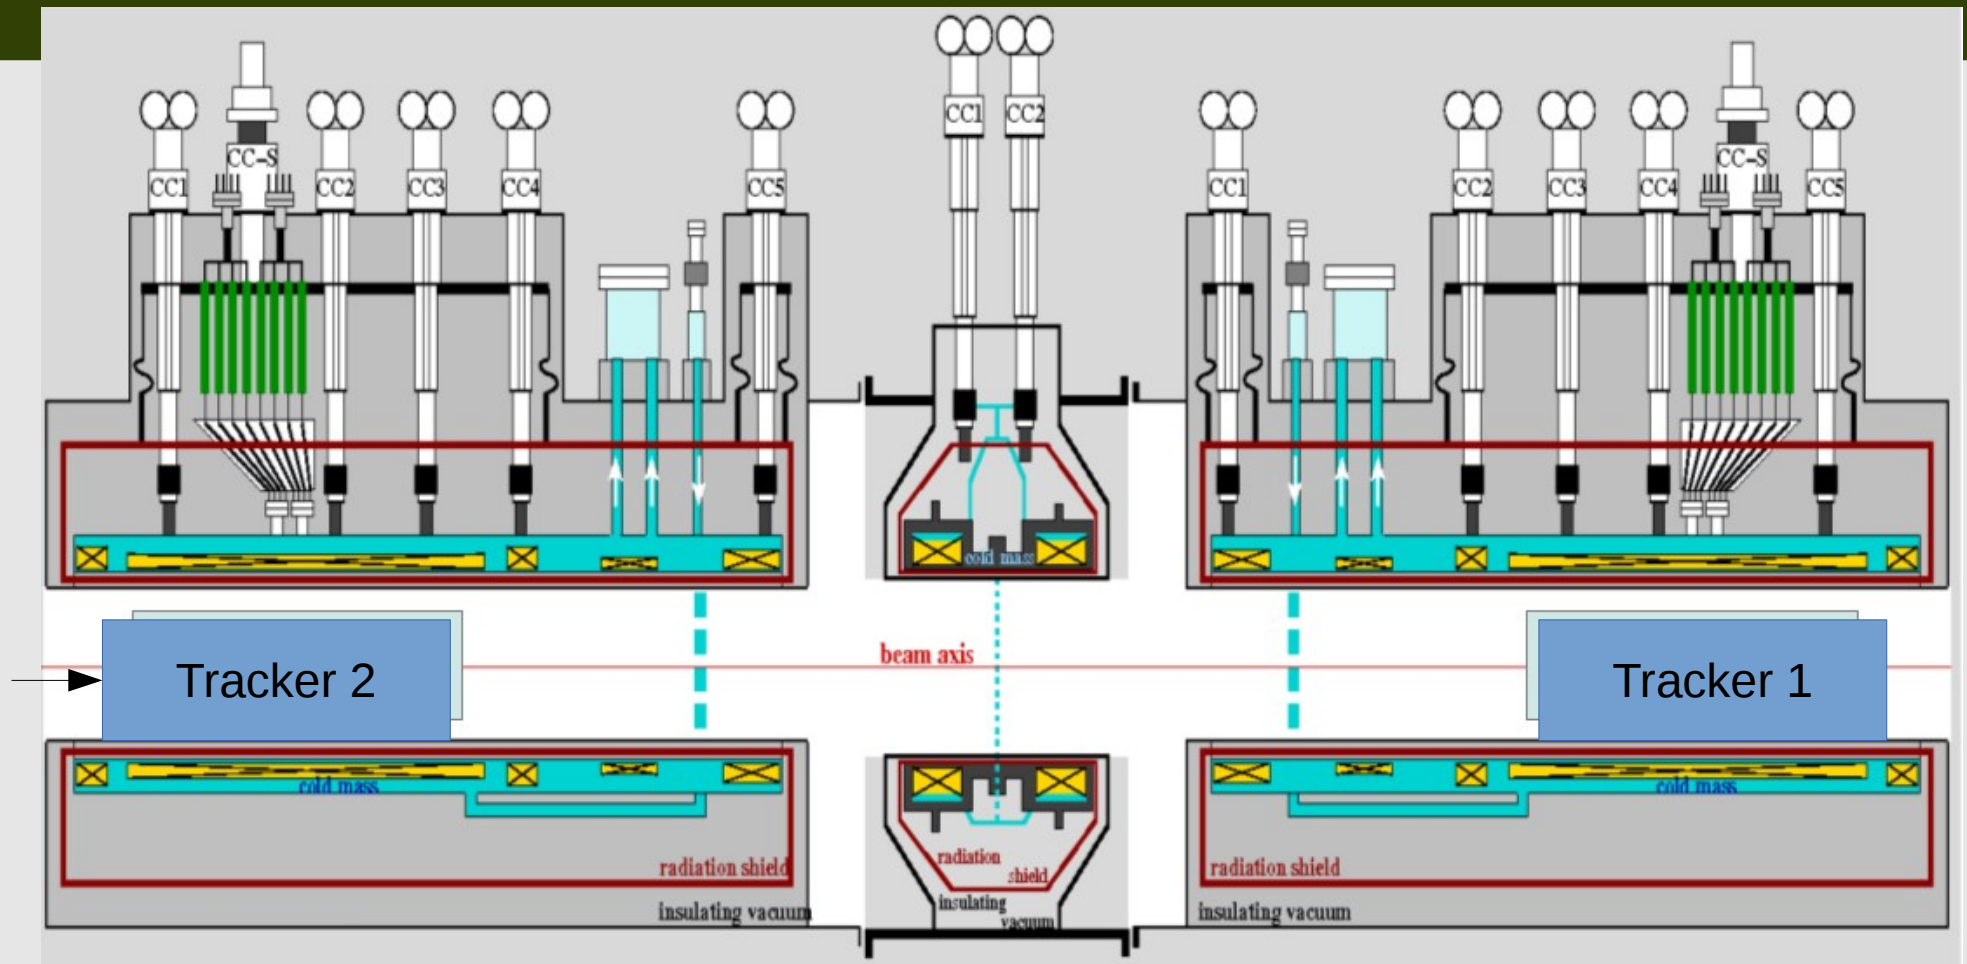 CC1
CC2
CC-S
CC-S
CC1
CC2
CC3
CC4
CC5
CC1
CC2
CC3
CC4
CC5
cold mass
beam axis
Tracker 2
Tracker 1
cold mass
cold mass
radiation
shield
radiation shield
radiation shield
insulating
vacuum
insulating vacuum
insulating vacuum